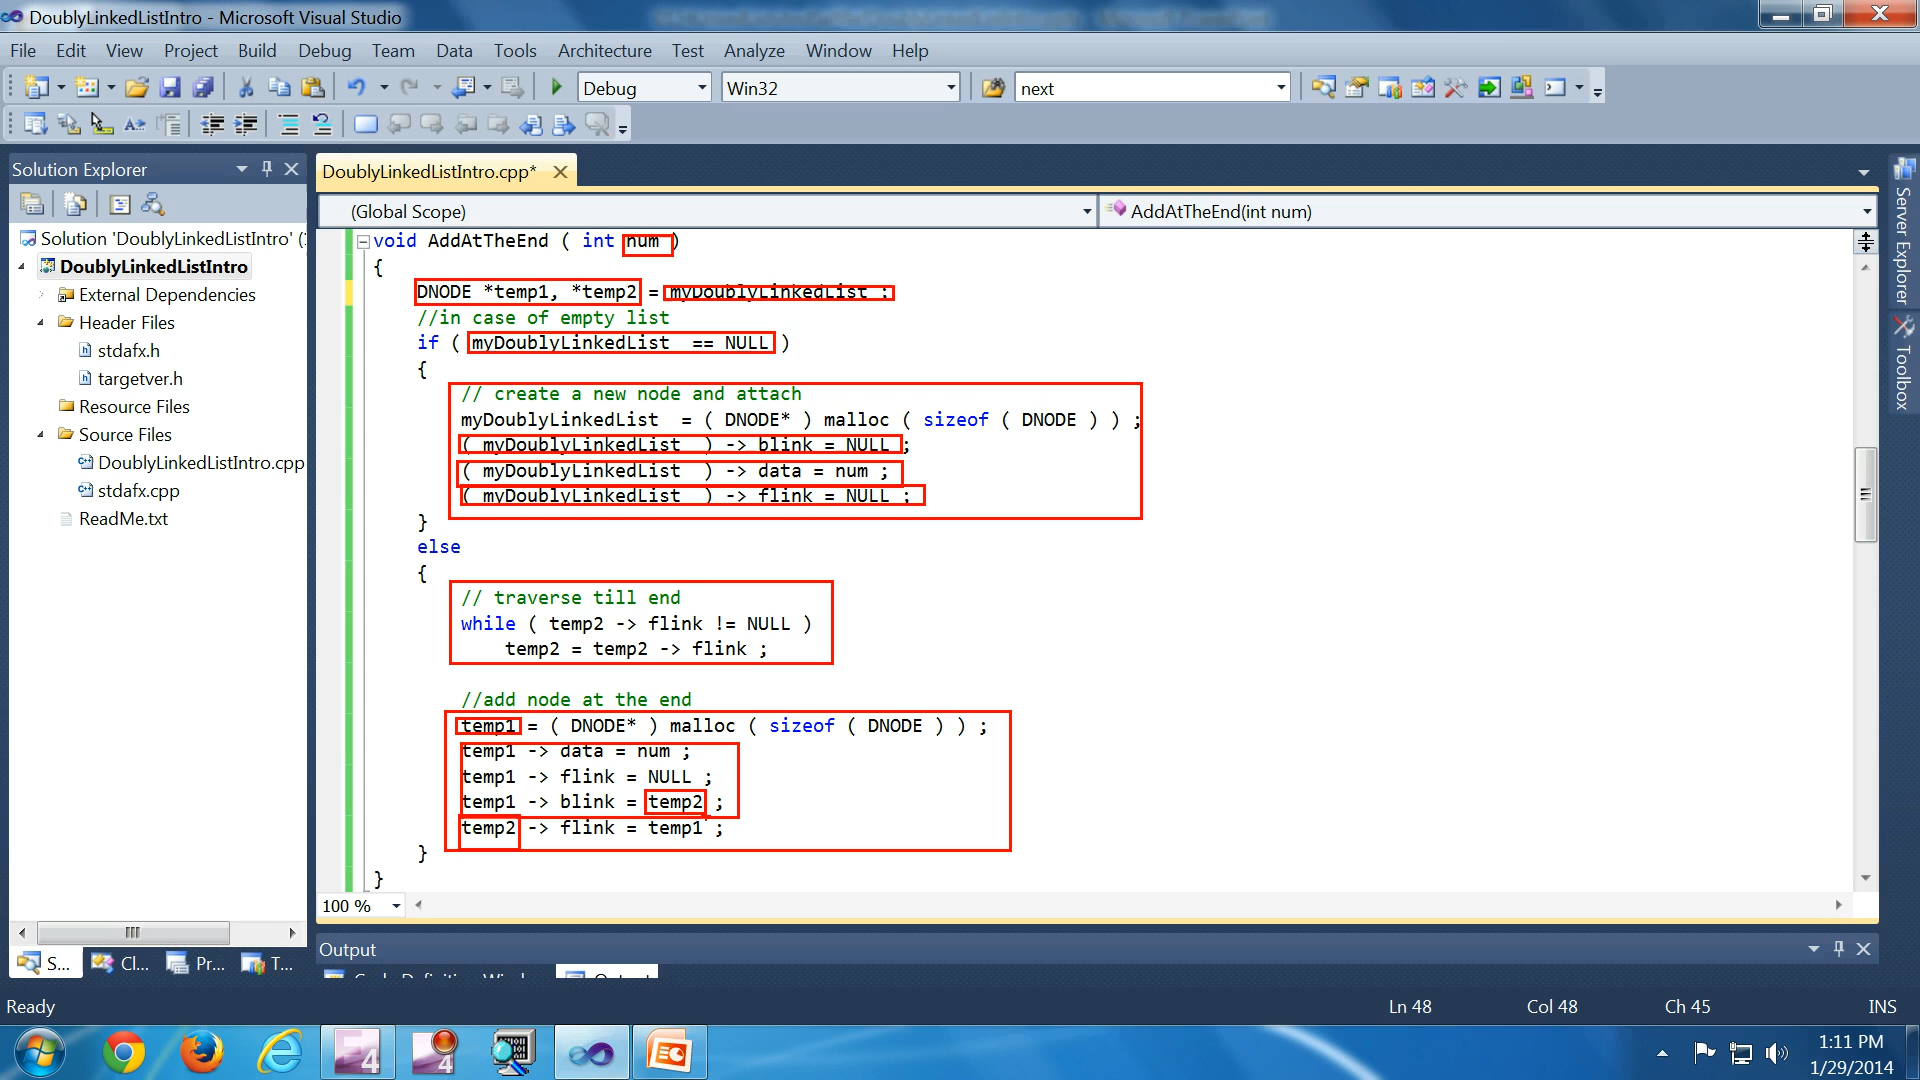 DoublyLinkedListIntro - Microsoft Visual Studio
File Edit View Project Build Debug Team Data Tools Architecture Test Analyze Window Help
Debug Win32 next
Solution Explorer
Solution 'DoublyLinkedListIntro' (
DoublyLinkedListIntro
External Dependencies
Header Files
stdafx.h
targetver.h
Resource Files
Source Files
DoublyLinkedListIntro.cpp
stdafx.cpp
ReadMe.txt
S... Cl... Pr... T...
DoublyLinkedListIntro.cpp*
(Global Scope) AddAtTheEnd(int num)
void AddAtTheEnd ( int num )
{
DNODE *temp1, *temp2 = myDoublyLinkedList ;
//in case of empty list
if ( myDoublyLinkedList == NULL )
{
// create a new node and attach
myDoublyLinkedList = ( DNODE* ) malloc ( sizeof ( DNODE ) ) ;
( myDoublyLinkedList ) -> blink = NULL ;
( myDoublyLinkedList ) -> data = num ;
( myDoublyLinkedList ) -> flink = NULL ;
}
else
{
// traverse till end
while ( temp2 -> flink != NULL )
temp2 = temp2 -> flink ;
//add node at the end
temp1 = ( DNODE* ) malloc ( sizeof ( DNODE ) ) ;
temp1 -> data = num ;
temp1 -> flink = NULL ;
temp1 -> blink = temp2 ;
temp2 -> flink = temp1 ;
}
}
100 %
Output
Server Explorer
Toolbox
Ready Ln 48 Col 48 Ch 45 INS
1:11 PM
1/29/2014